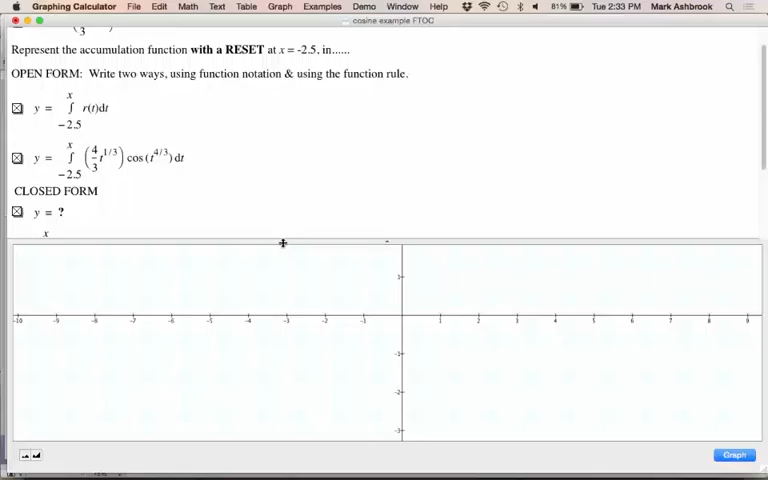 Graphing Calculator File Edit Math Text Table Graph Examples Demo Window Help 81% Tue 2:33 PM Mark Ashbrook
cosine example FTOC
3
Represent the accumulation function with a RESET at x = -2.5, in......
OPEN FORM: Write two ways, using function notation & using the function rule.
x
y = ∫ r(t)dt
−2.5
x
y = ∫ (4/3 t^1/3) cos (t^4/3) dt
−2.5
CLOSED FORM
y = ?
x
1
-10 -9 -8 -7 -6 -5 -4 -3 -2 -1 1 2 3 4 5 6 7 8 9
-1
-2
-3
Graph